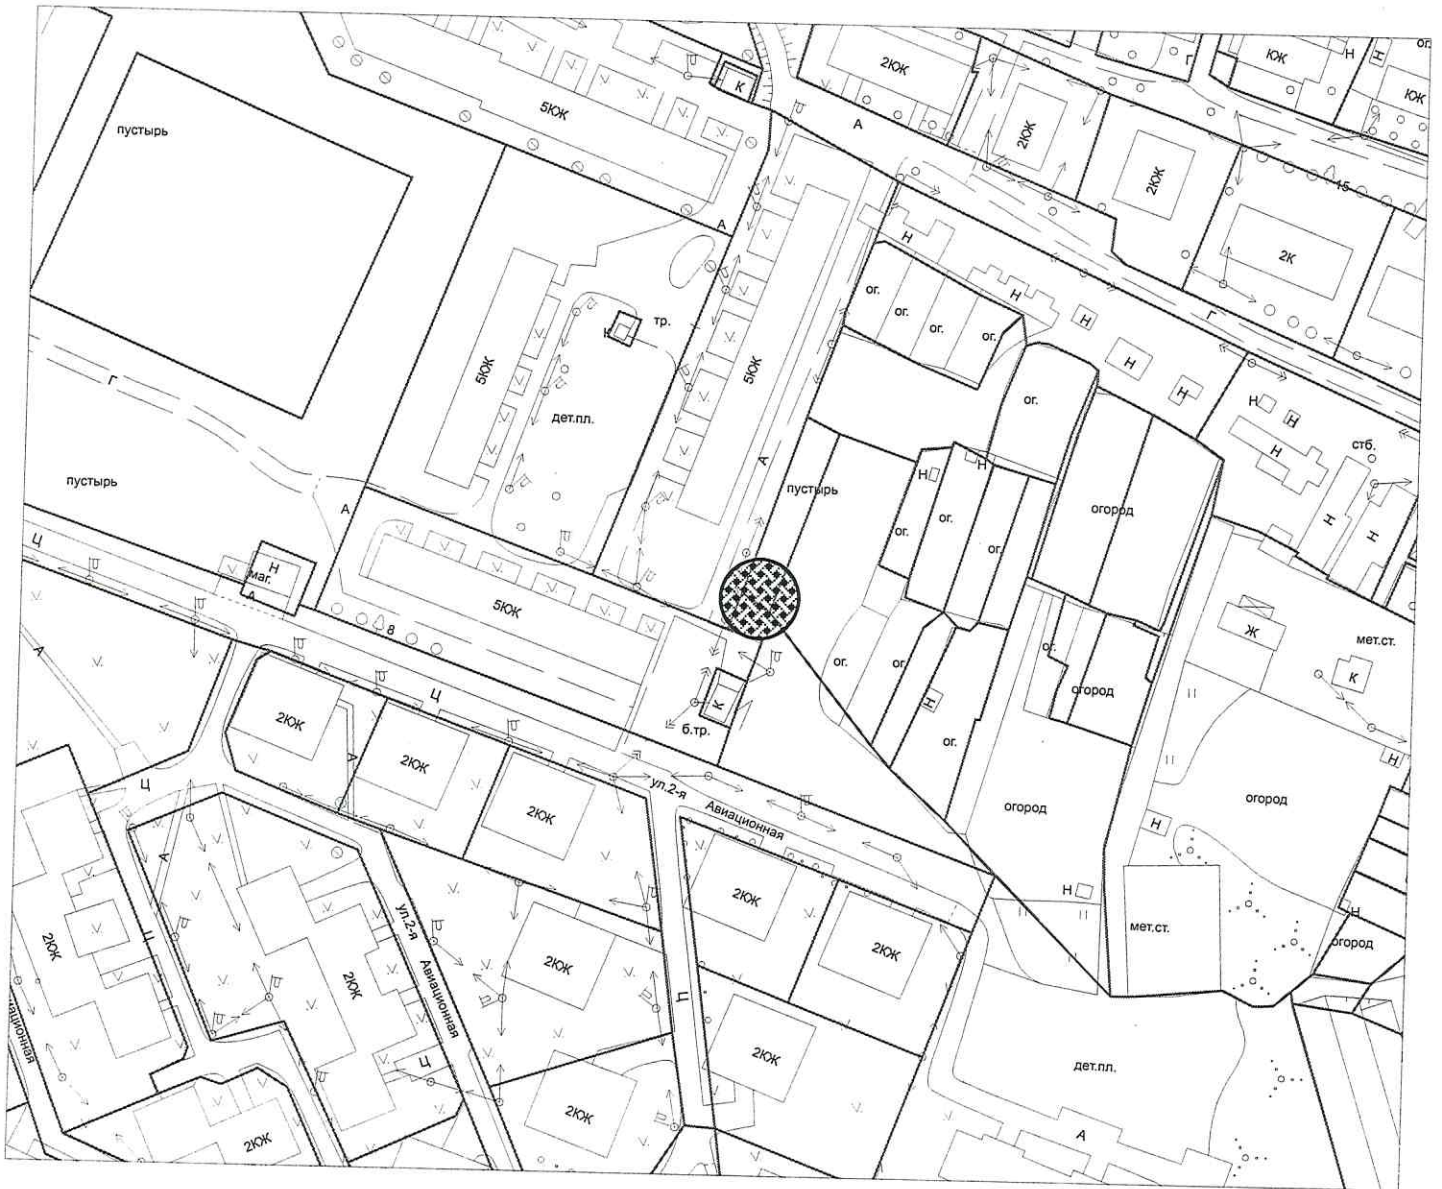 ог.
КЖ
Н
Н
2КЖ
К
КЖ
Г
5КЖ
А
пустырь
2КЖ
2КЖ
15
А
Н
2К
ог.
Н
Н
Г
ог.
тр.
ог.
ог.
К
Н
5КЖ
5КЖ
Н
Г
ог.
Н
Н
дет.пл.
стб.
Н
А
Н
Н
пустырь
пустырь
огород
А
ог.
Н
Н
Ц
ог.
ог.
Н
маг.
А
5КЖ
8
Ж
мет.ст.
ог.
ог.
ог.
А
К
огород
Ц
К
Н
2КЖ
б.тр.
ог.
А
2КЖ
Н
ул.2-я
Авиационная
огород
огород
Ц
2КЖ
Н
А
2КЖ
Н
ул.2-я
Авиационная
Н
мет.ст.
огород
2КЖ
Ц
2КЖ
2КЖ
2КЖ
Ц
2КЖ
дет.пл.
2КЖ
А
2КЖ